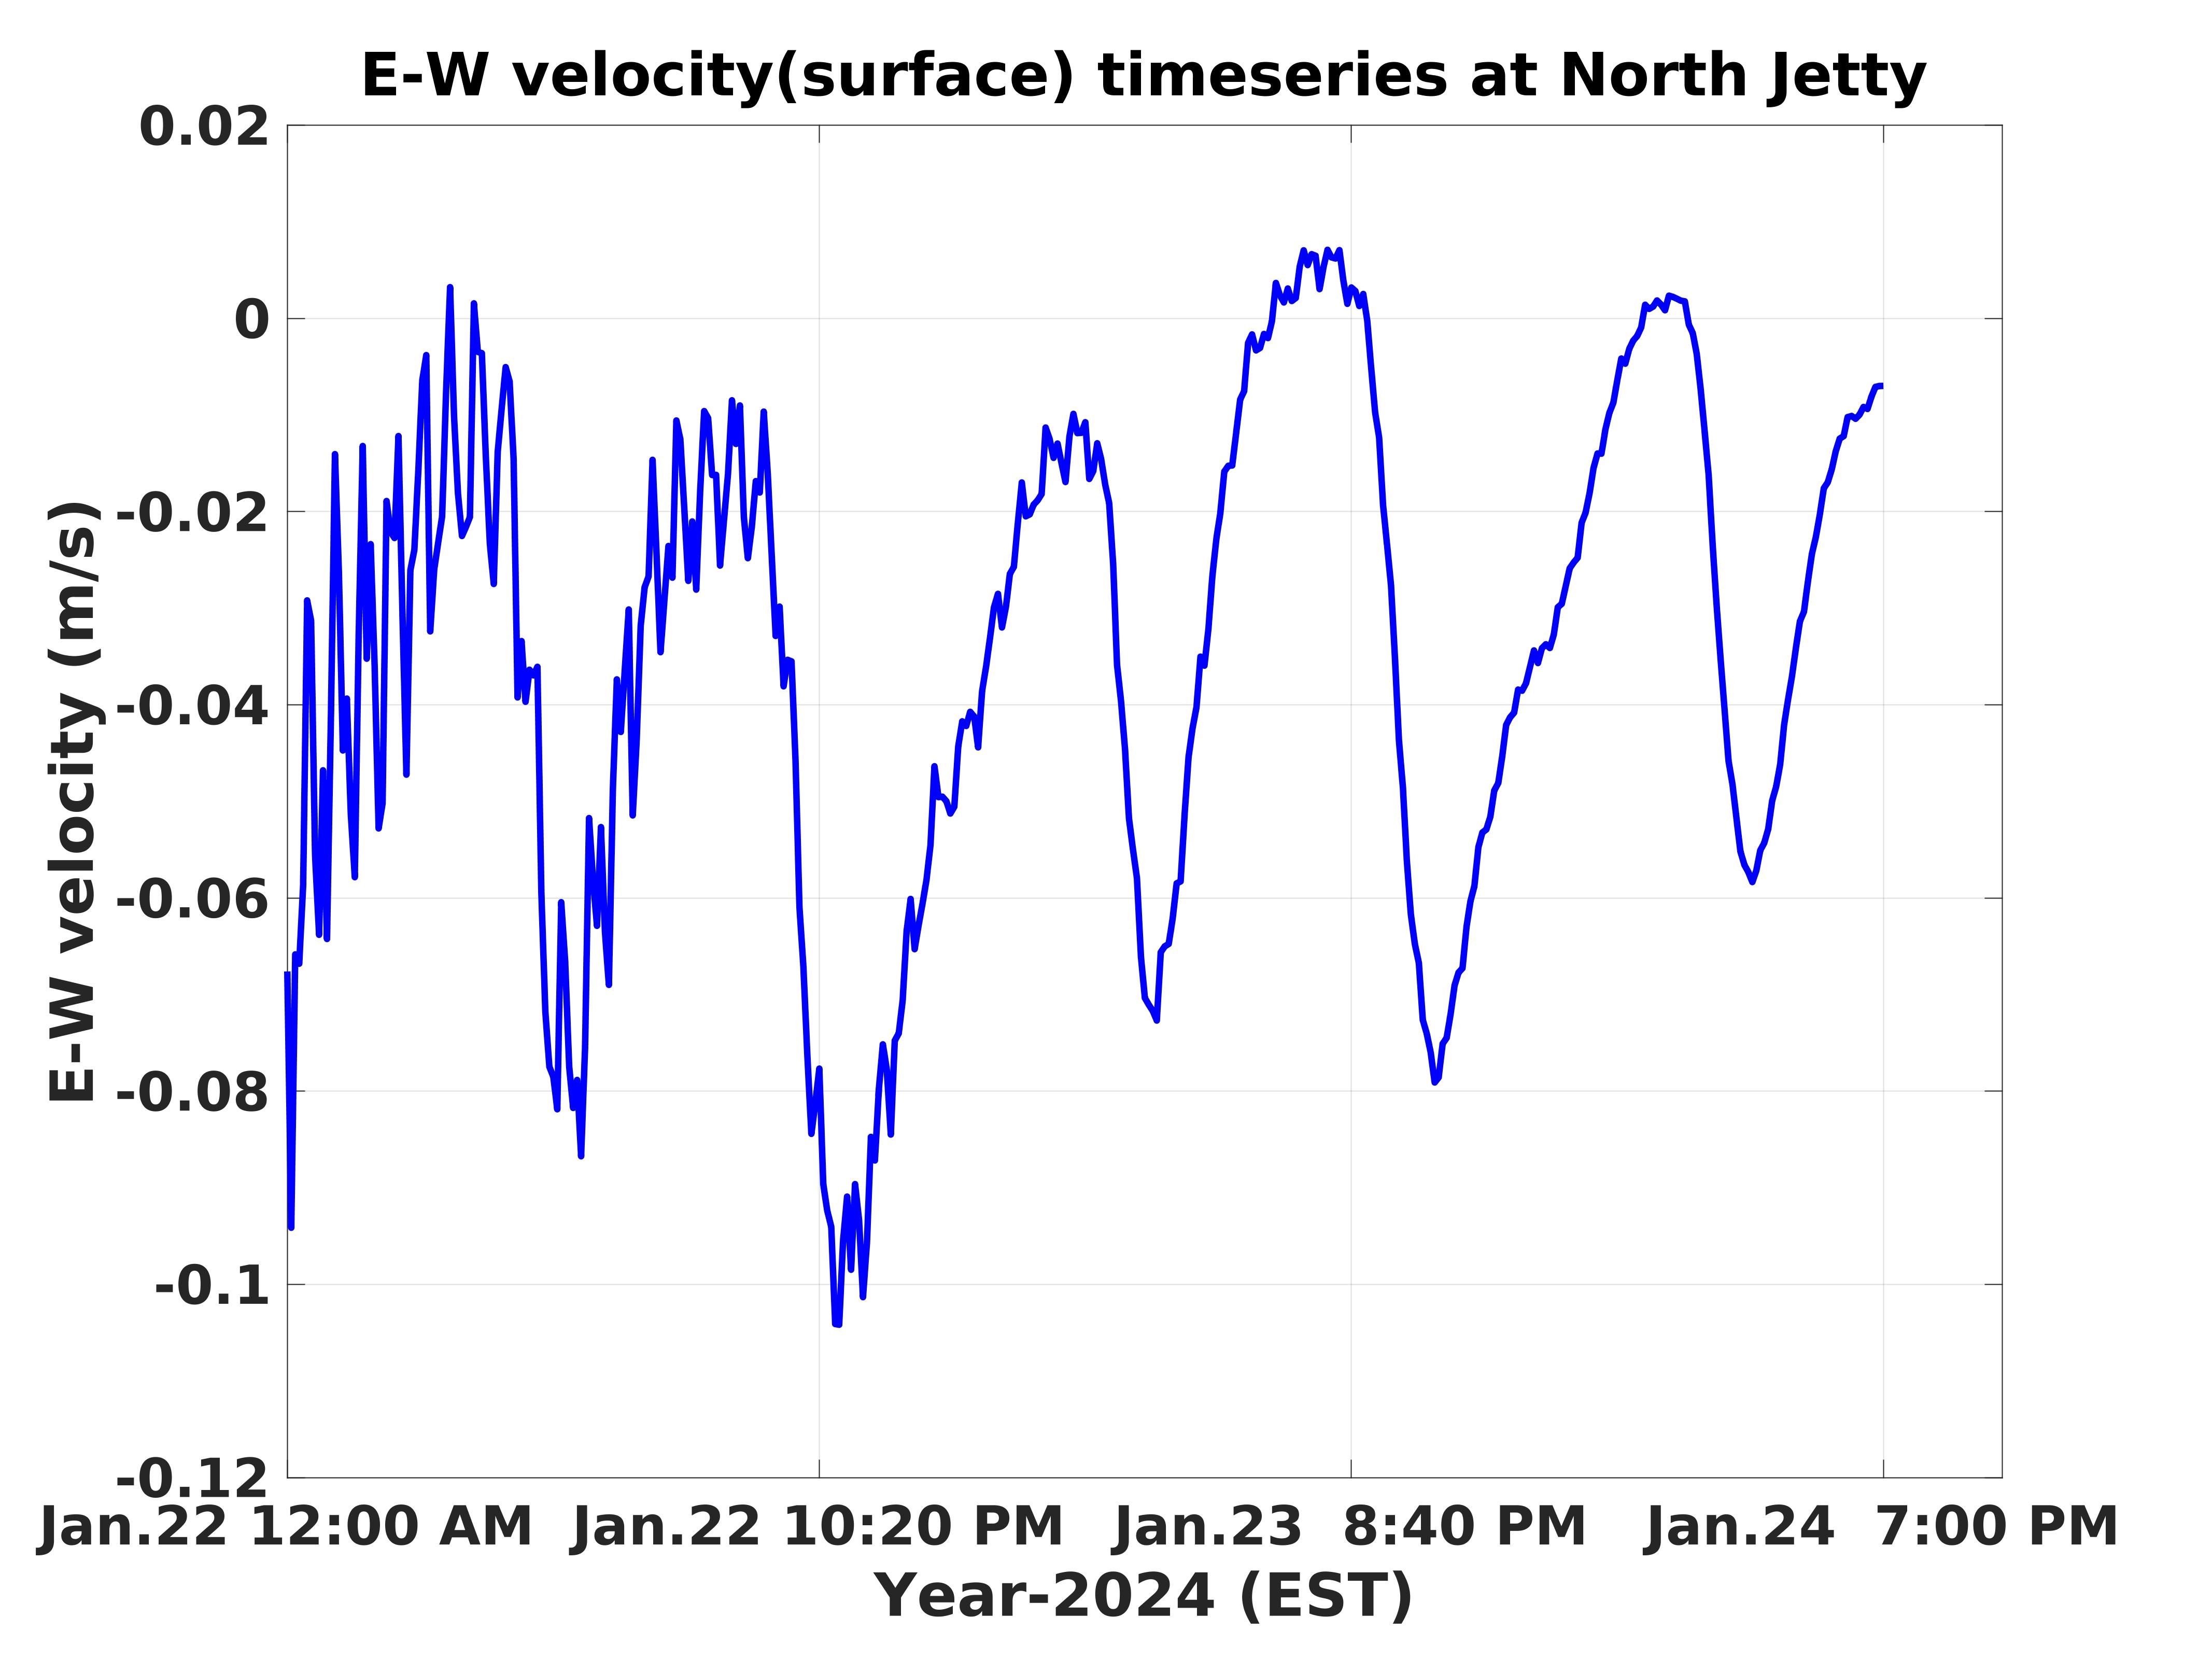 E-W velocity(surface) timeseries at North Jetty
0.02
0
-0.02
-0.04
-0.06
-0.08
-0.1
-0.12
E-W velocity (m/s)
Jan.22 12:00 AM Jan.22 10:20 PM Jan.23 8:40 PM Jan.24 7:00 PM
Year-2024 (EST)